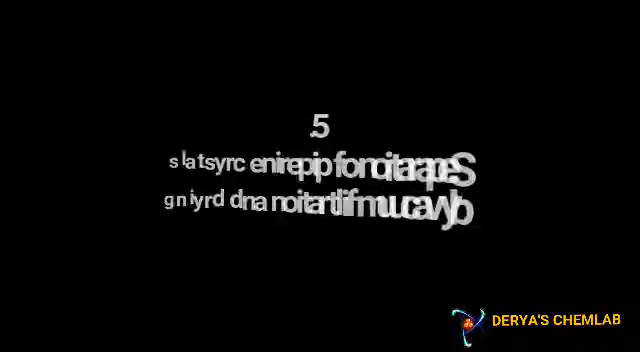 .5
slatsyrc enirepip fo noitarapeS
gniyrd dna noitartlif muucav yb
DERYA'S CHEMLAB